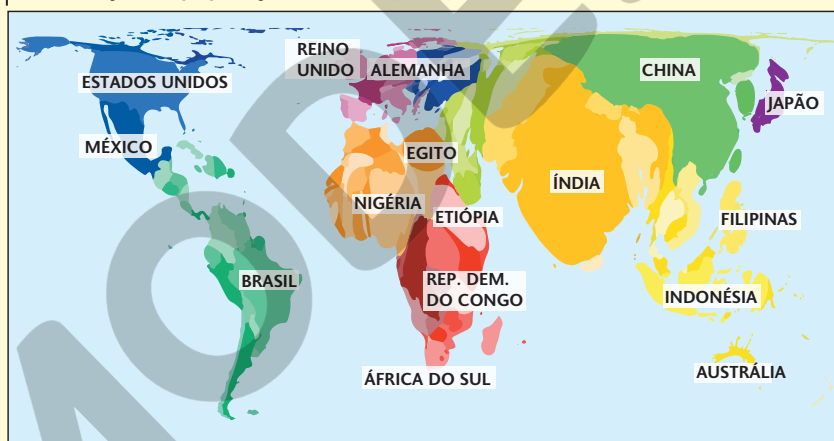 REINO
UNIDO
ALEMANHA
CHINA
ESTADOS UNIDOS
JAPÃO
MÉXICO
EGITO
ÍNDIA
NIGÉRIA
ETIÓPIA
FILIPINAS
BRASIL
REP. DEM.
DO CONGO
INDONÉSIA
ÁFRICA DO SUL
AUSTRÁLIA